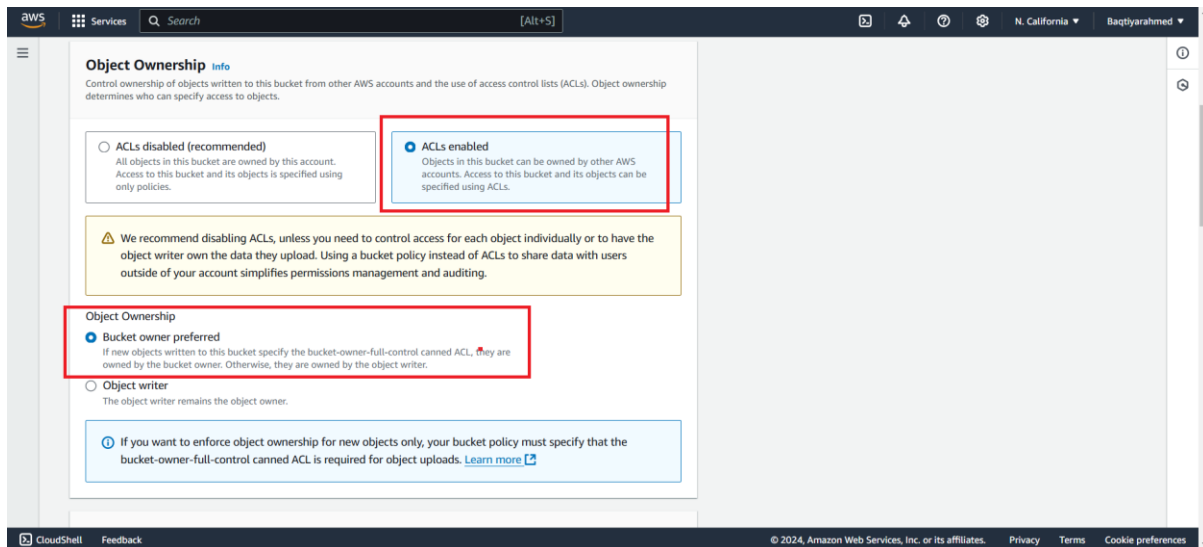 aws Services Search [Alt+S] N. California Baqtiyarahmed
Object Ownership Info
Control ownership of objects written to this bucket from other AWS accounts and the use of access control lists (ACLs). Object ownership
determines who can specify access to objects.
ACLs disabled (recommended)
All objects in this bucket are owned by this account.
Access to this bucket and its objects is specified using
only policies.
ACLs enabled
Objects in this bucket can be owned by other AWS
accounts. Access to this bucket and its objects can be
specified using ACLs.
We recommend disabling ACLs, unless you need to control access for each object individually or to have the
object writer own the data they upload. Using a bucket policy instead of ACLs to share data with users
outside of your account simplifies permissions management and auditing.
Object Ownership
Bucket owner preferred
If new objects written to this bucket specify the bucket-owner-full-control canned ACL, they are
owned by the bucket owner. Otherwise, they are owned by the object writer.
Object writer
The object writer remains the object owner.
If you want to enforce object ownership for new objects only, your bucket policy must specify that the
bucket-owner-full-control canned ACL is required for object uploads. Learn more
CloudShell Feedback © 2024, Amazon Web Services, Inc. or its affiliates. Privacy Terms Cookie preferences